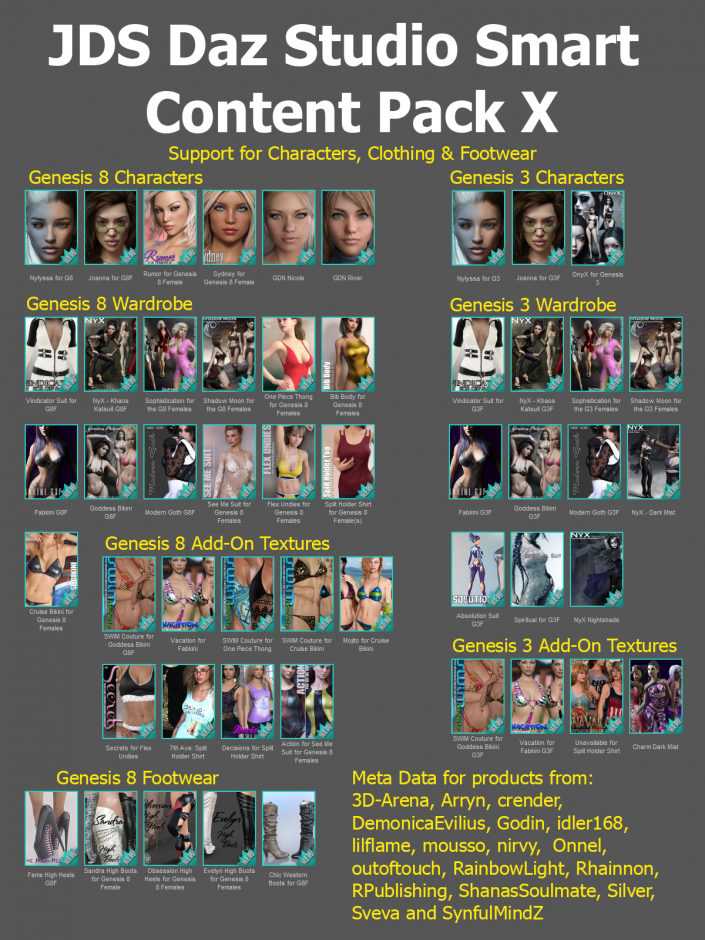 JDS Daz Studio Smart
Content Pack X
Support for Characters, Clothing & Footwear
Genesis 8 Characters
Nylyssa for G8
Joanna for G8F
Rumor for Genesis
8 Female
Sydney for
Genesis 8 Female
GDN Nicole
GDN River
Genesis 3 Characters
Nylyssa for G3
Joanna for G3F
OnyX for Genesis
3
Genesis 8 Wardrobe
Vindicator Suit for
G8F
NyX - Khaos
Katsuit G8F
Sophistication for
the G8 Females
Shadow Moon for
the G8 Females
One Piece Thong
for Genesis 8
Females
Bib Body for
Genesis 8
Females
Fabkini G8F
Goddess Bikini
G8F
Modern Goth G8F
See Me Suit for
Genesis 8
Females
Flex Undies for
Genesis 8
Females
Split Holder Shirt
for Genesis 8
Female(s)
Cruise Bikini for
Genesis 8
Females
Genesis 3 Wardrobe
Vindicator Suit for
G3F
NyX - Khaos
Katsuit G3F
Sophistication for
the G3 Females
Shadow Moon for
the G3 Females
Fabkini G3F
Goddess Bikini
G3F
Modern Goth G3F
NyX - Dark Mist
Absolution Suit
G3F
Spiritual for G3F
NyX Nightshade
Genesis 8 Add-On Textures
SWIM Couture for
Goddess Bikini
G8F
Vacation for
Fabkini
SWIM Couture for
One Piece Thong
SWIM Couture for
Cruise Bikini
Mojito for Cruise
Bikini
Secrets for Flex
Undies
7th Ave: Split
Holder Shirt
Decisions for Split
Holder Shirt
Action for See Me
Suit for Genesis 8
Females
Genesis 3 Add-On Textures
SWIM Couture for
Goddess Bikini
G3F
Vacation for
Fabkini G3F
Unavailable for
Split Holder Shirt
Charm Dark Mist
Genesis 8 Footwear
Fame High Heels
G8F
Sandra High Boots
for Genesis 8
Female
Obsession High
Heels for Genesis
8 Females
Evelyn High Boots
for Genesis 8
Females
Chic Western
Boots for G8F
Meta Data for products from:
3D-Arena, Arryn, crender,
DemonicaEvilius, Godin, idler168,
lilflame, mousso, nirvy, Onnel,
outoftouch, RainbowLight, Rhainnon,
RPublishing, ShanasSoulmate, Silver,
Sveva and SynfulMindZ